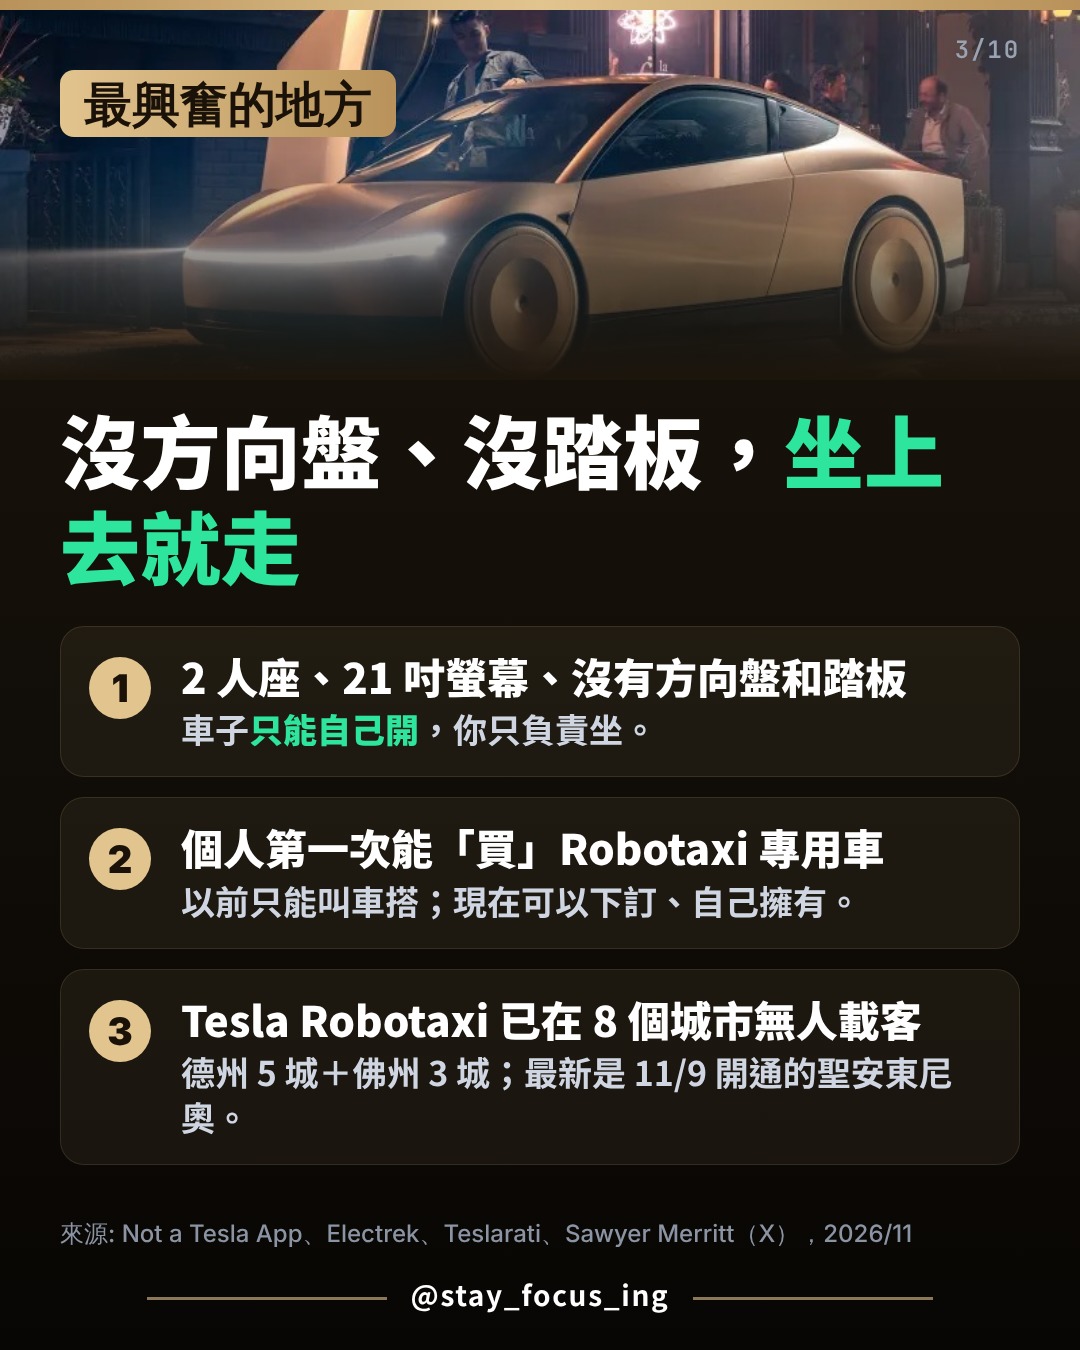 3/10
最興奮的地方
沒方向盤、沒踏板，坐上
去就走
1
2 人座、21 吋螢幕、沒有方向盤和踏板
車子只能自己開，你只負責坐。
2
個人第一次能「買」Robotaxi 專用車
以前只能叫車搭；現在可以下訂、自己擁有。
3
Tesla Robotaxi 已在 8 個城市無人載客
德州 5 城＋佛州 3 城；最新是 11/9 開通的聖安東尼
奧。
來源: Not a Tesla App、Electrek、Teslarati、Sawyer Merritt（X），2026/11
@stay_focus_ing